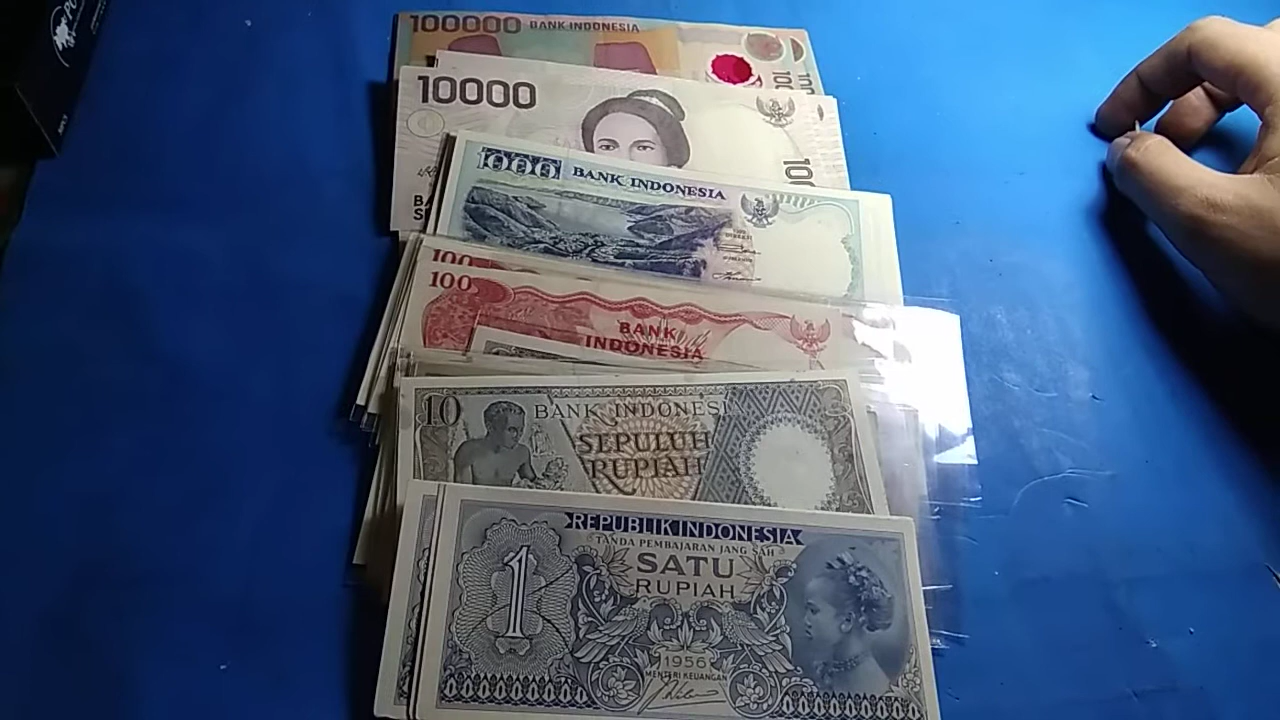 100000 BANK INDONESIA
10000
1000 BANK INDONESIA
100
100
BANK
INDONESIA
10 BANK INDONESIA
SEPULUH
RUPIAH
REPUBLIK INDONESIA
TANDA PEMBAJARAN JANG SAH
1 SATU
RUPIAH
1956
MENTERI KEUANGAN